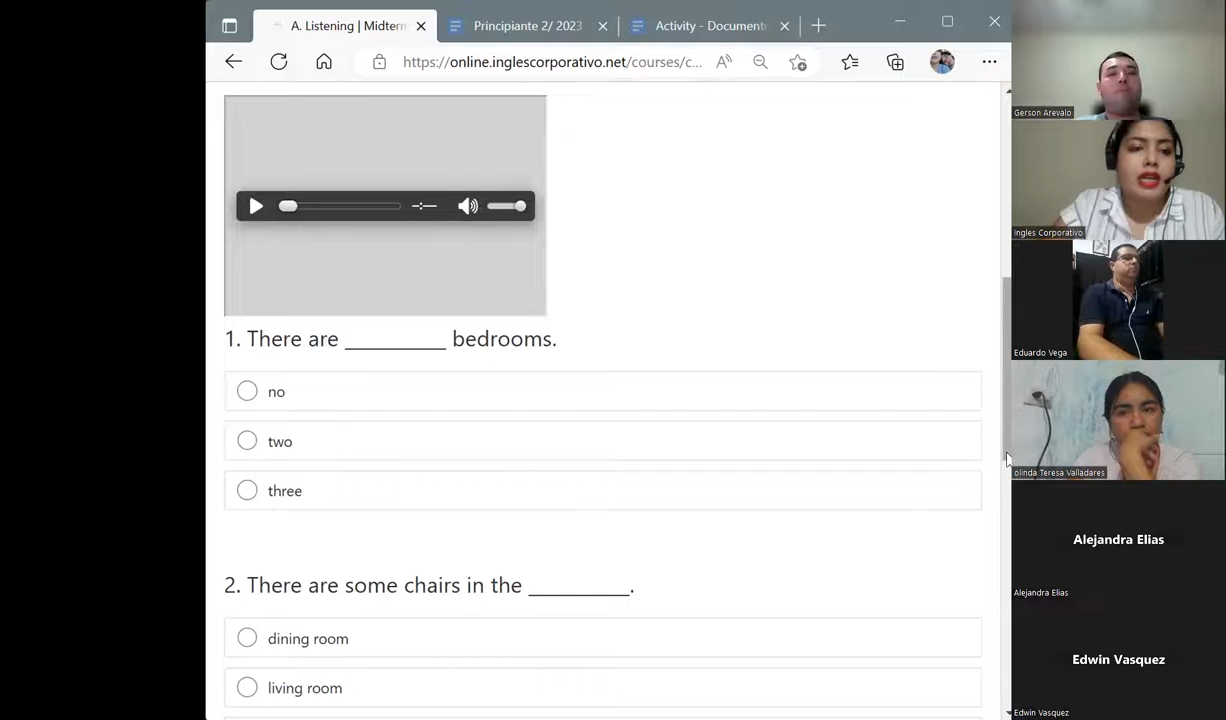 A. Listening | Midterm
Principiante 2/ 2023
Activity - Documento
https://online.inglescorporativo.net/courses/c...
1. There are __________ bedrooms.
no
two
three
2. There are some chairs in the __________.
dining room
living room
Gerson Arevalo
Ingles Corporativo
Eduardo Vega
olinda Teresa Valladares
Alejandra Elias
Alejandra Elias
Edwin Vasquez
Edwin Vasquez